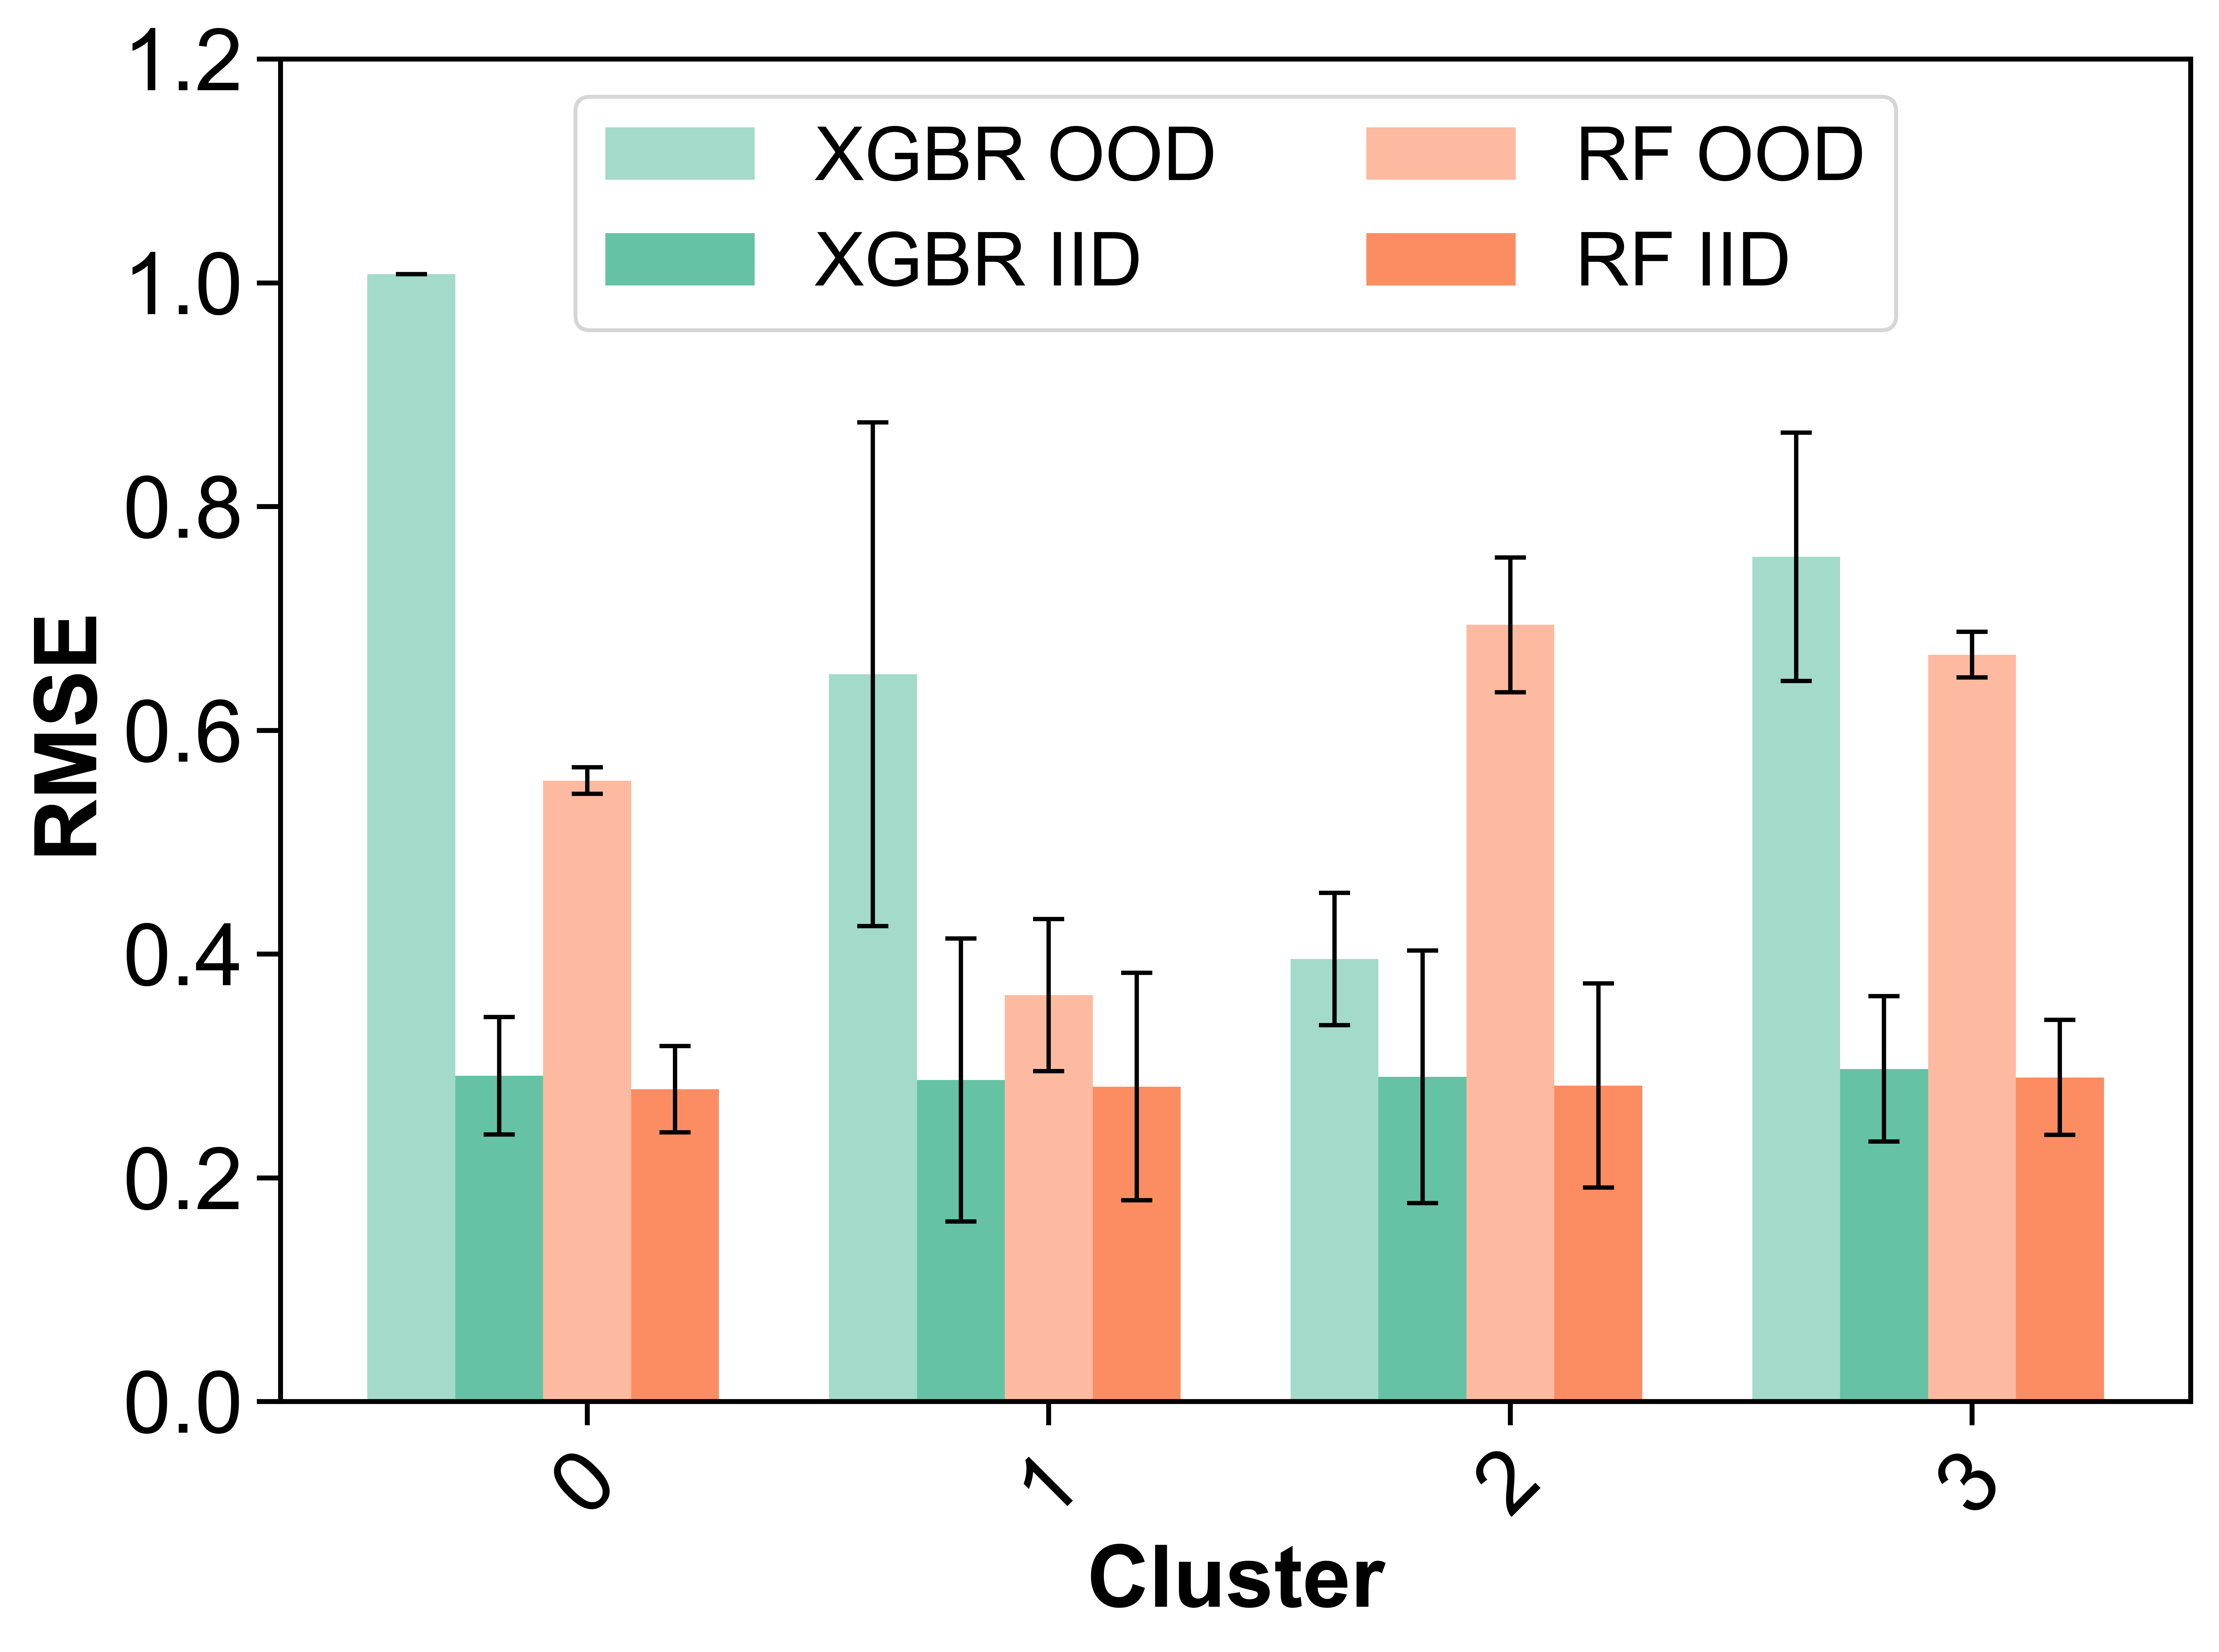 XGBR OOD
XGBR IID
RF OOD
RF IID
RMSE
1.2
1.0
0.8
0.6
0.4
0.2
0.0
0
1
2
3
Cluster